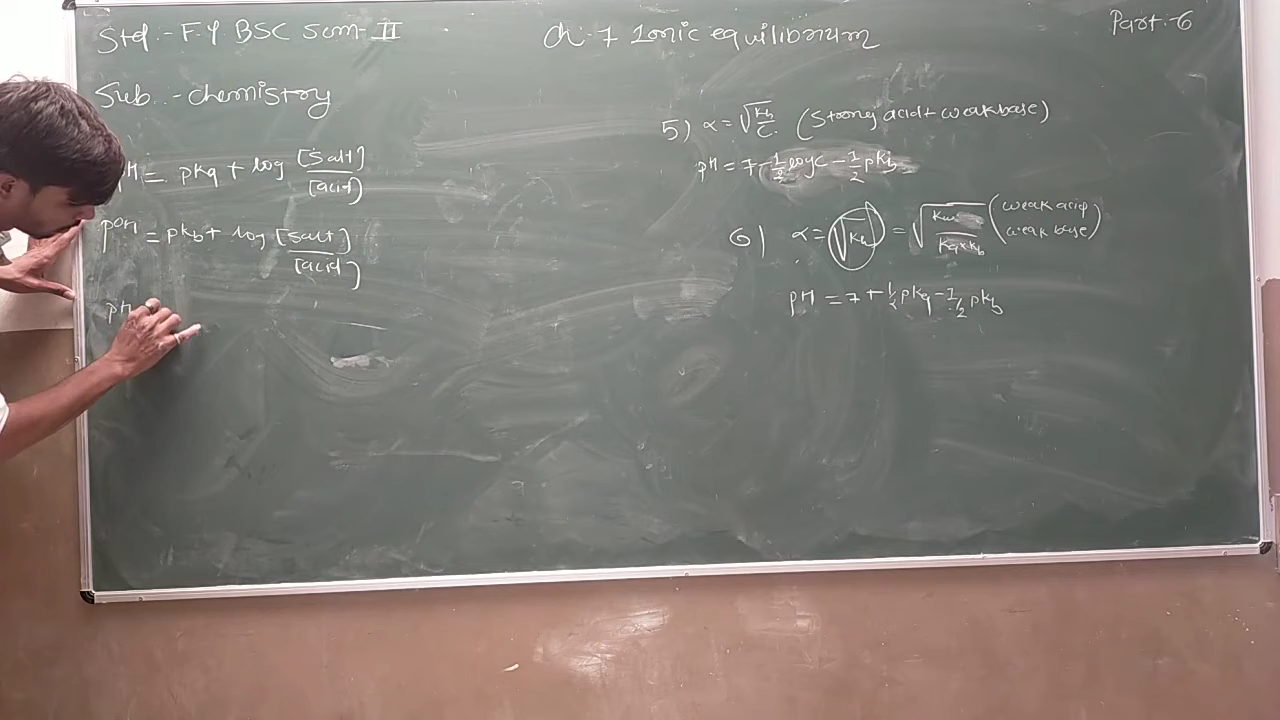 Std :- F.Y BSC Sem-II
Ch-7 Ionic equilibrium
Part-6
Sub. :- Chemistry
pH = pKa + log [Salt]/[acid]
pOH = pKb + log [Salt]/[acid]
pH
5) α = √Kh/C (Strong acid + weak base)
pH = 7 - 1/2 logC - 1/2 pKb
6) α = √Kh = √Kw/Ka×Kb (weak acid weak base)
pH = 7 + 1/2 pKa - 1/2 pKb